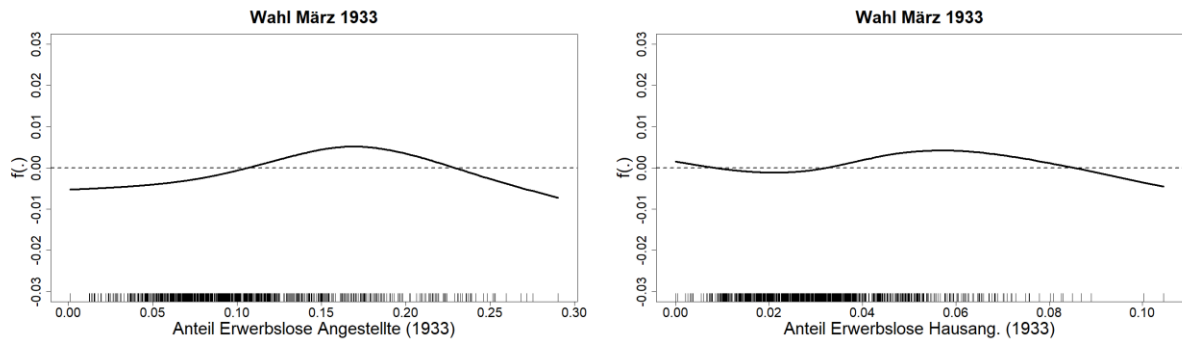 Wahl März 1933
0.03
0.02
0.01
0.00
-0.01
-0.02
-0.03
f(.)
0.00 0.05 0.10 0.15 0.20 0.25 0.30
Anteil Erwerbslose Angestellte (1933)
Wahl März 1933
0.03
0.02
0.01
0.00
-0.01
-0.02
-0.03
f(.)
0.00 0.02 0.04 0.06 0.08 0.10
Anteil Erwerbslose Hausang. (1933)